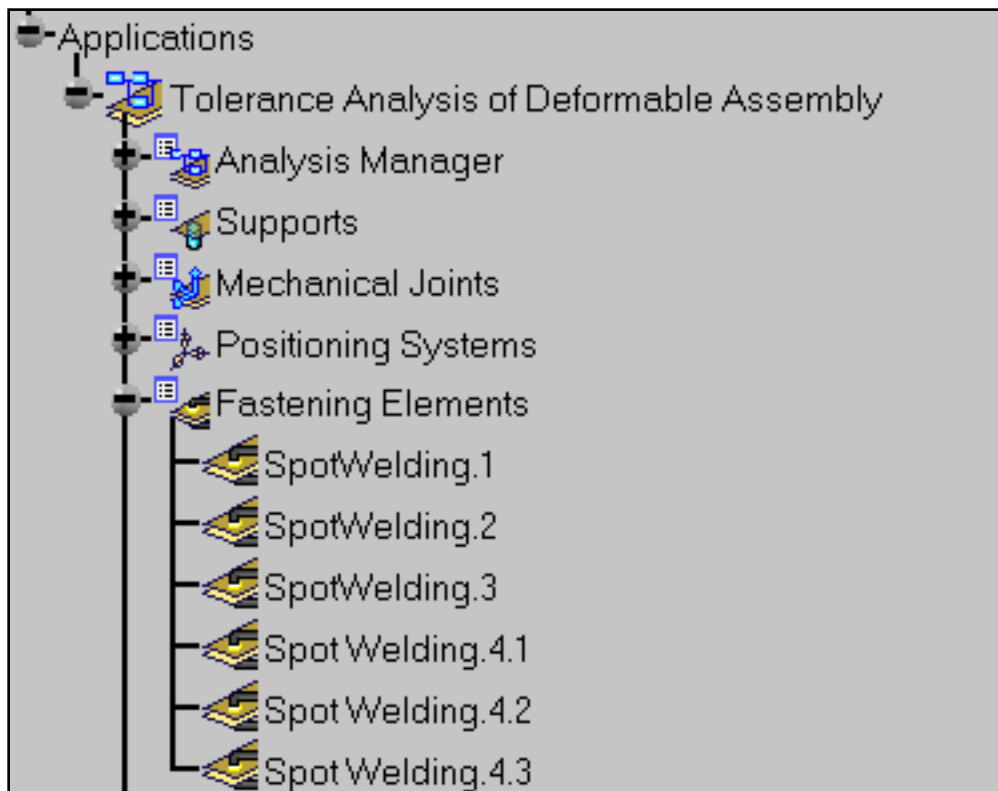 Applications
Tolerance Analysis of Deformable Assembly
Analysis Manager
Supports
Mechanical Joints
Positioning Systems
Fastening Elements
SpotWelding.1
SpotWelding.2
SpotWelding.3
Spot Welding.4.1
Spot Welding.4.2
Spot Welding.4.3